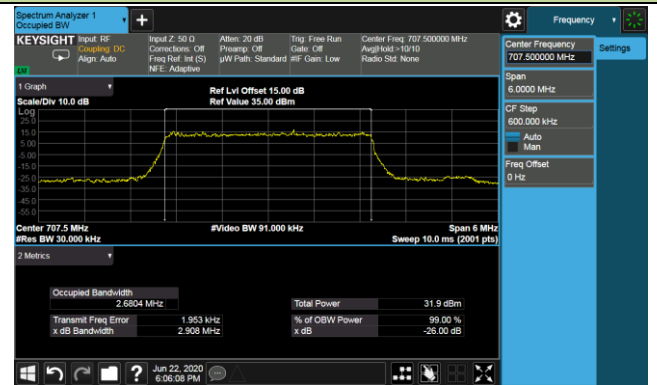 Spectrum Analyzer 1
Occupied BW
+
Frequency
KEYSIGHT
Input: RF
Coupling: DC
Align: Auto
Input Z: 50 Ω
Corrections: Off
Freq Ref: Int (S)
NFE: Adaptive
Atten: 20 dB
Preamp: Off
µW Path: Standard
Trig: Free Run
Gate: Off
#IF Gain: Low
Center Freq: 707.500000 MHz
Avg|Hold:>10/10
Radio Std: None
LW
Center Frequency
707.500000 MHz
Settings
Span
6.0000 MHz
CF Step
600.000 kHz
Auto
Man
Freq Offset
0 Hz
1 Graph
Scale/Div 10.0 dB
Ref Lvl Offset 15.00 dB
Ref Value 35.00 dBm
Log
25.0
15.0
5.00
-5.00
-15.0
-25.0
-35.0
-45.0
-55.0
Center 707.5 MHz
#Res BW 30.000 kHz
#Video BW 91.000 kHz
Span 6 MHz
Sweep 10.0 ms (2001 pts)
2 Metrics
Occupied Bandwidth
2.6804 MHz
Total Power 31.9 dBm
Transmit Freq Error 1.953 kHz
% of OBW Power 99.00 %
x dB Bandwidth 2.908 MHz
x dB -26.00 dB
?
Jun 22, 2020
6:06:08 PM